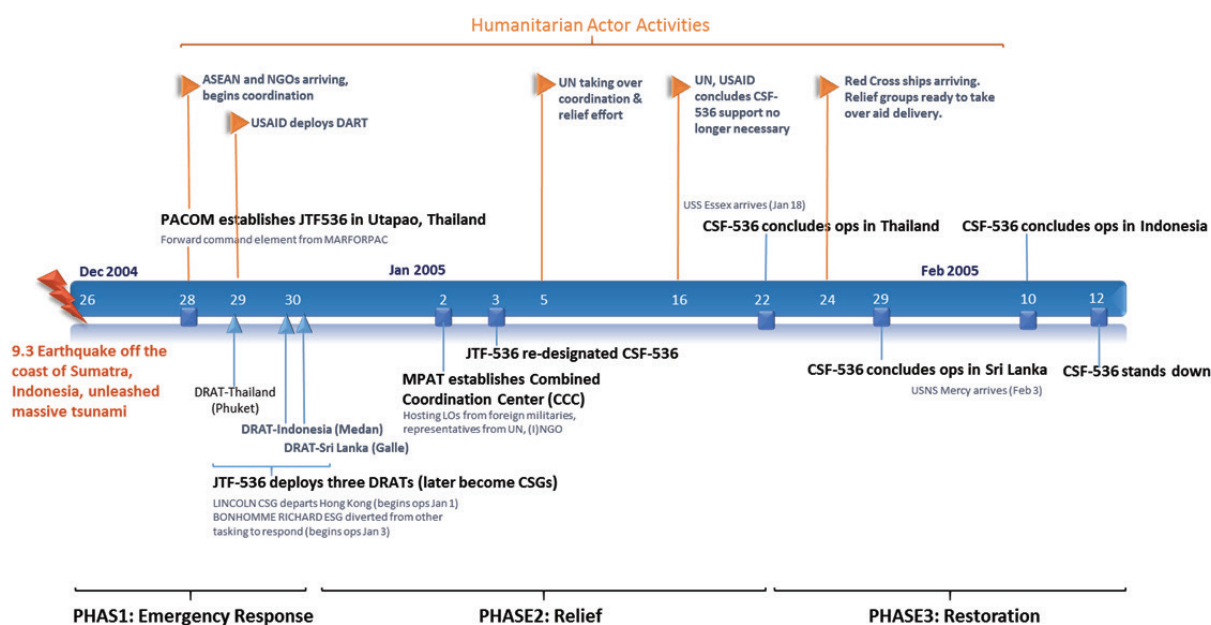 Humanitarian Actor Activities
ASEAN and NGOs arriving,
begins coordination
USAID deploys DART
UN taking over
coordination &
relief effort
UN, USAID
concludes CSF-
536 support no
longer necessary
Red Cross ships arriving.
Relief groups ready to take
over aid delivery.
PACOM establishes JTF536 in Utapao, Thailand
Forward command element from MARFORPAC
USS Essex arrives (Jan 18)
CSF-536 concludes ops in Thailand
CSF-536 concludes ops in Indonesia
Dec 2004
Jan 2005
Feb 2005
26
28
29
30
2
3
5
16
22
24
29
10
12
9.3 Earthquake off the
coast of Sumatra,
Indonesia, unleashed
massive tsunami
DRAT-Thailand
(Phuket)
DRAT-Indonesia (Medan)
DRAT-Sri Lanka (Galle)
JTF-536 deploys three DRATs (later become CSGs)
LINCOLN CSG departs Hong Kong (begins ops Jan 1)
BONHOMME RICHARD ESG diverted from other
tasking to respond (begins ops Jan 3)
JTF-536 re-designated CSF-536
MPAT establishes Combined
Coordination Center (CCC)
Hosting LOs from foreign militaries,
representatives from UN, (I)NGO
CSF-536 concludes ops in Sri Lanka
USNS Mercy arrives (Feb 3)
CSF-536 stands down
PHAS1: Emergency Response
PHASE2: Relief
PHASE3: Restoration